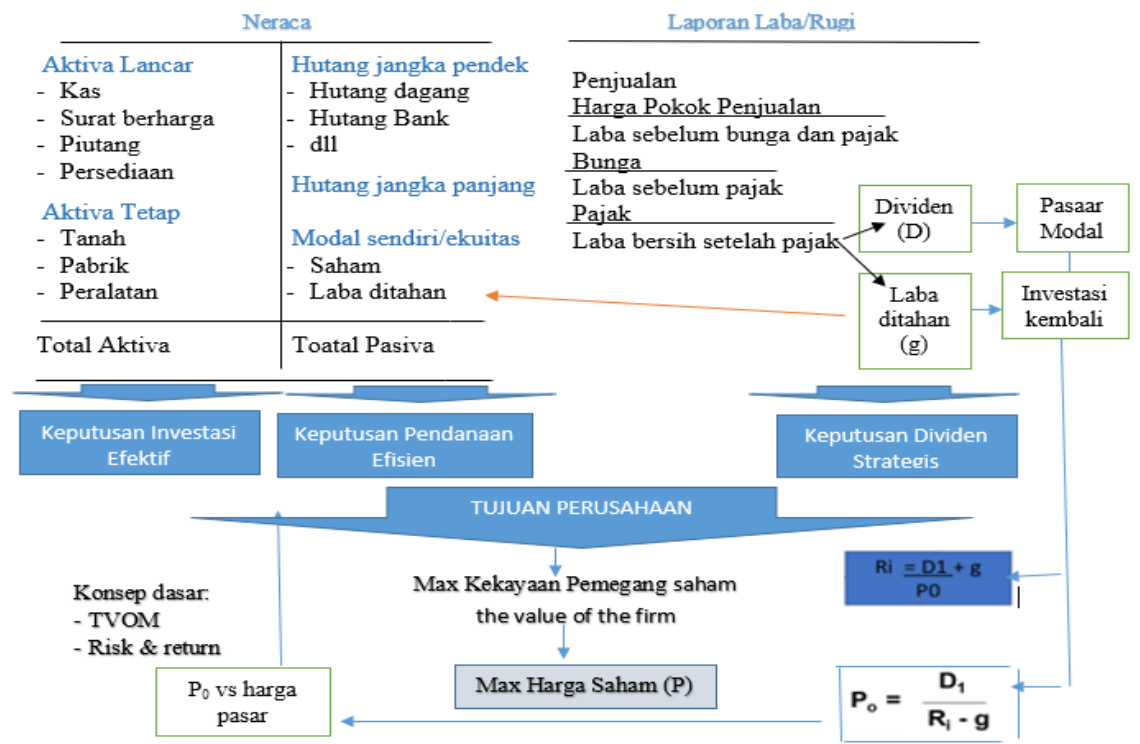 Neraca
Aktiva Lancar
- Kas
- Surat berharga
- Piutang
- Persediaan
Aktiva Tetap
- Tanah
- Pabrik
- Peralatan
Total Aktiva
Hutang jangka pendek
- Hutang dagang
- Hutang Bank
- dll
Hutang jangka panjang
Modal sendiri/ekuitas
- Saham
- Laba ditahan
Toatal Pasiva
Laporan Laba/Rugi
Penjualan
Harga Pokok Penjualan
Laba sebelum bunga dan pajak
Bunga
Laba sebelum pajak
Pajak
Laba bersih setelah pajak
Dividen
(D)
Pasaar
Modal
Laba
ditahan
(g)
Investasi
kembali
Keputusan Investasi
Efektif
Keputusan Pendanaan
Efisien
Keputusan Dividen
Strategis
TUJUAN PERUSAHAAN
Max Kekayaan Pemegang saham
the value of the firm
Max Harga Saham (P)
Konsep dasar:
- TVOM
- Risk & return
P₀ vs harga
pasar
Ri = D1 + g
P0
Pₒ = D₁
Rᵢ - g